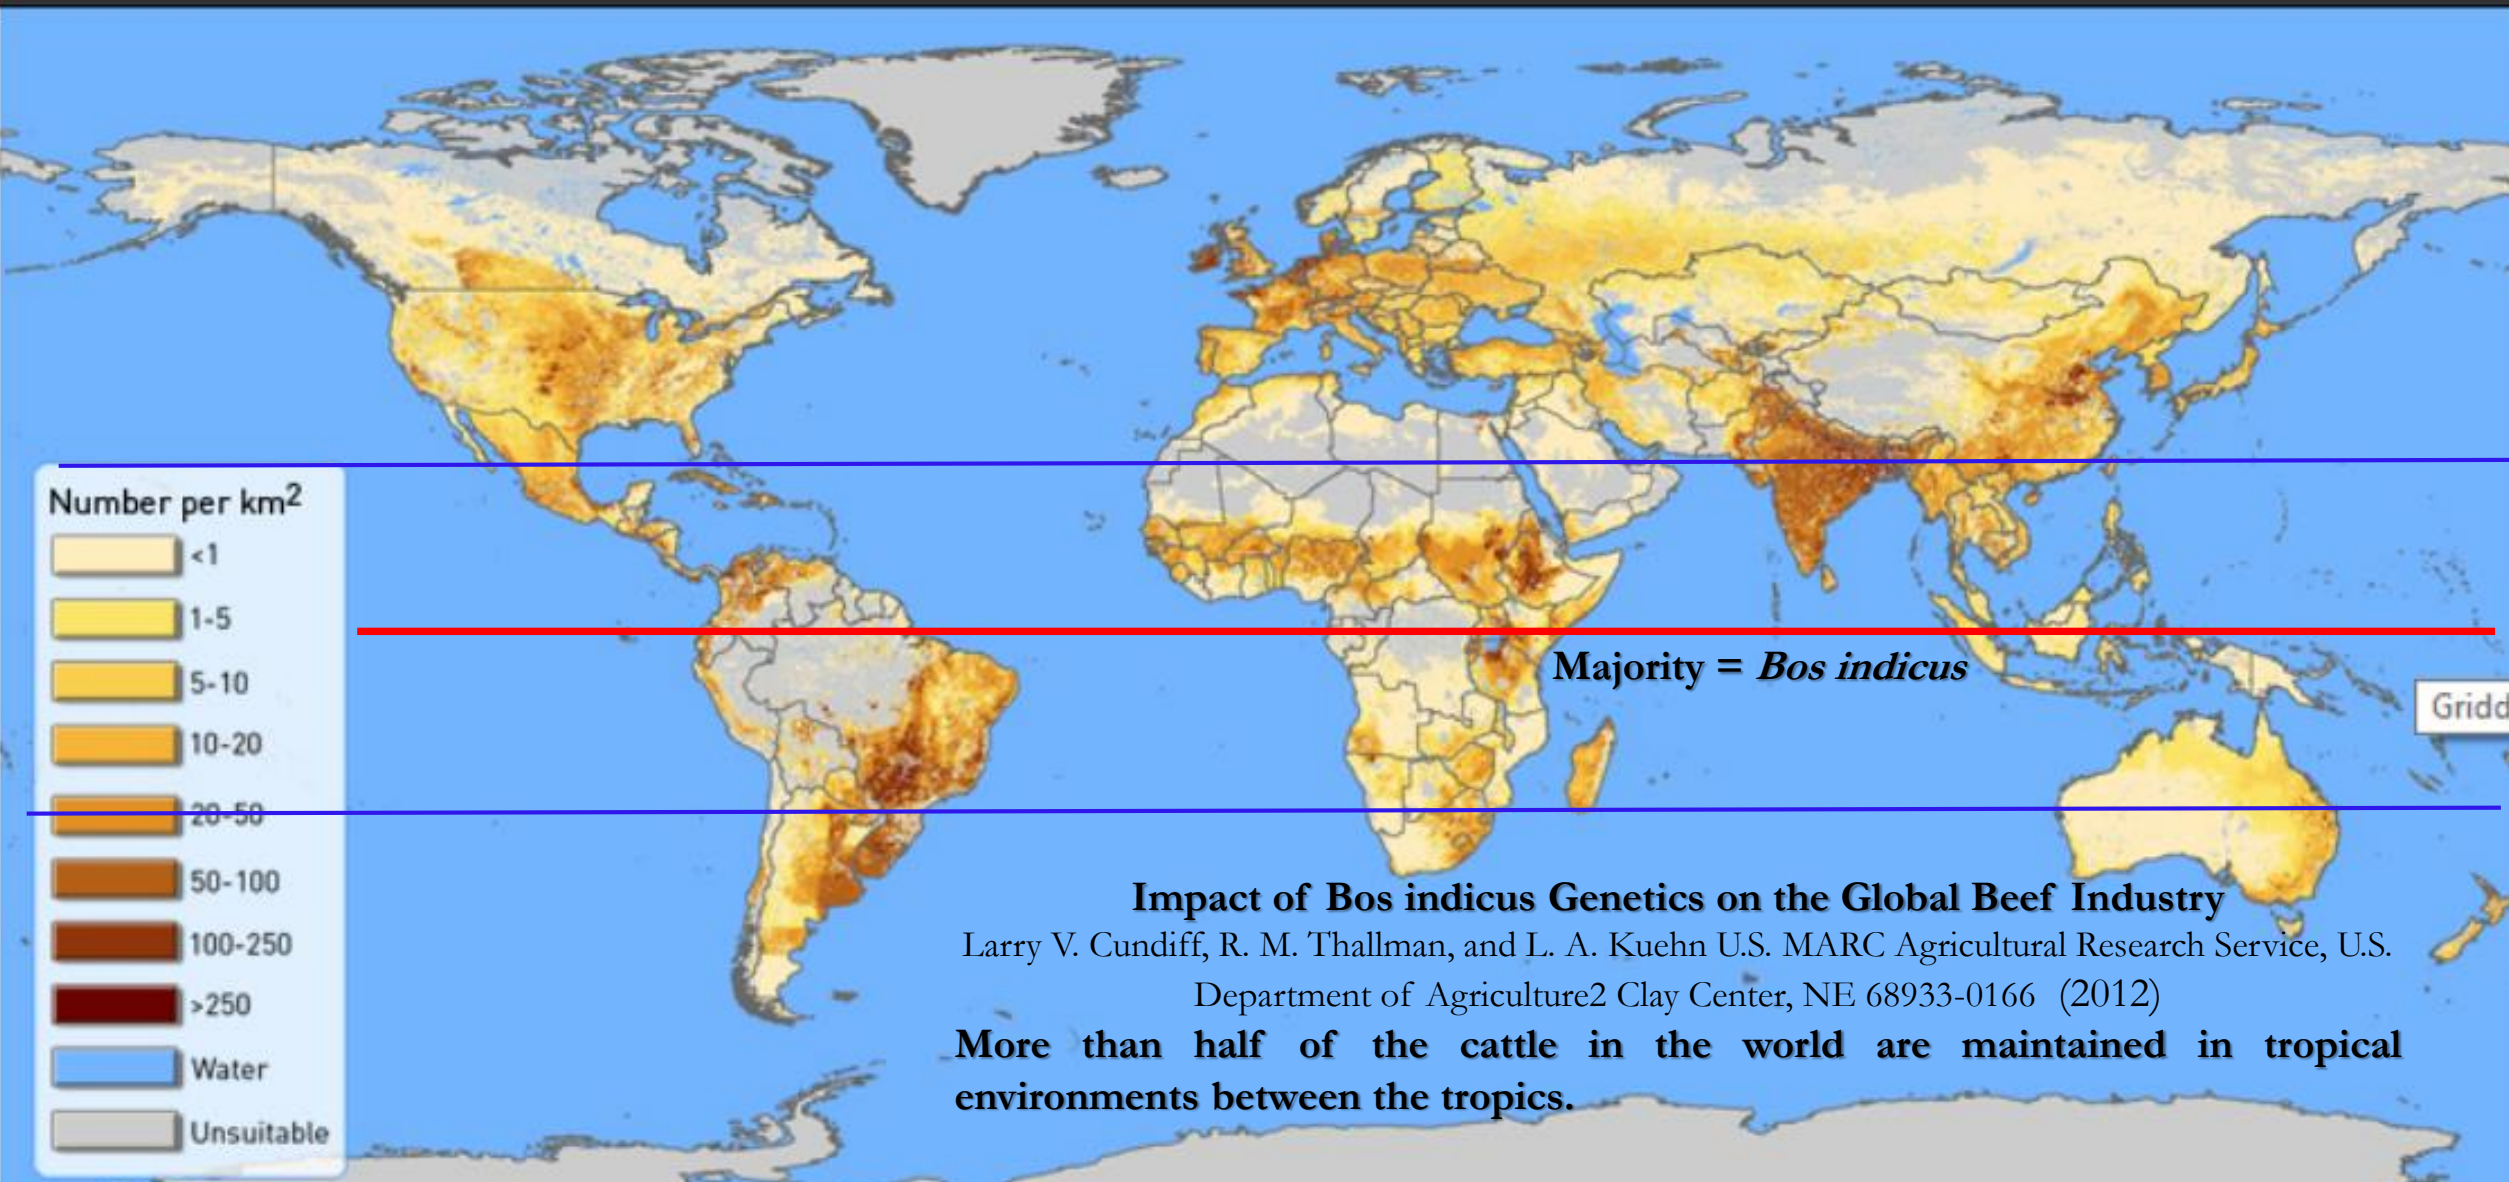 Number per km2
<1
1-5
5-10
10-20
20-50
50-100
100-250
>250
Water
Unsuitable
Majority = Bos indicus
Gridd
Impact of Bos indicus Genetics on the Global Beef Industry
Larry V. Cundiff, R. M. Thallman, and L. A. Kuehn U.S. MARC Agricultural Research Service, U.S.
Department of Agriculture2 Clay Center, NE 68933-0166 (2012)
More than half of the cattle in the world are maintained in tropical
environments between the tropics.